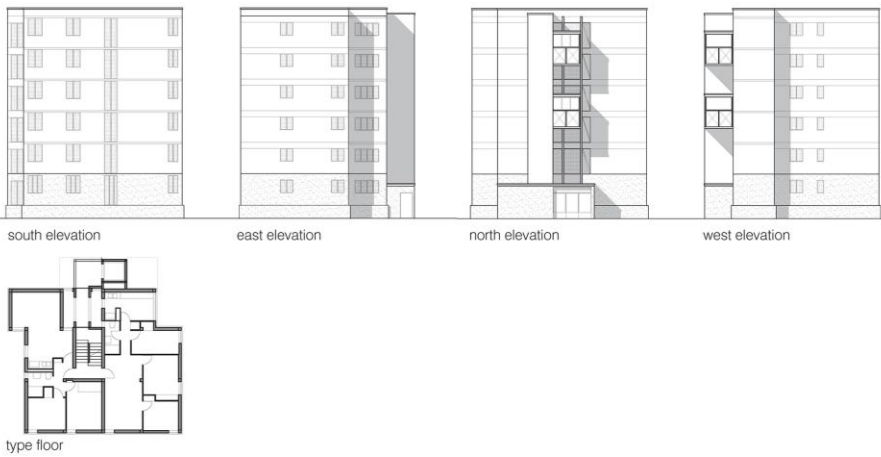 south elevation
east elevation
north elevation
west elevation
type floor